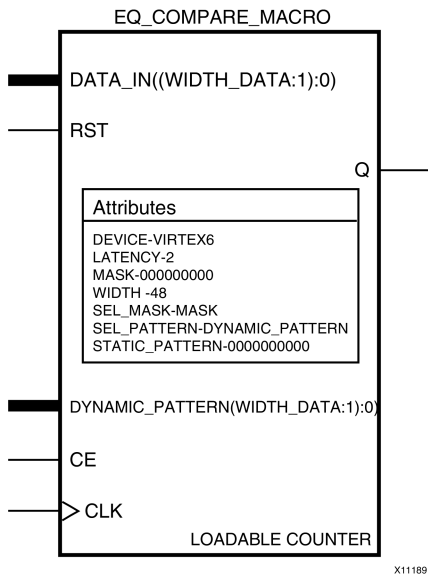 EQ_COMPARE_MACRO
DATA_IN((WIDTH_DATA:1):0)
RST
Q
Attributes
DEVICE-VIRTEX6
LATENCY-2
MASK-000000000
WIDTH -48
SEL_MASK-MASK
SEL_PATTERN-DYNAMIC_PATTERN
STATIC_PATTERN-0000000000
DYNAMIC_PATTERN(WIDTH_DATA:1):0)
CE
CLK
LOADABLE COUNTER
X11189